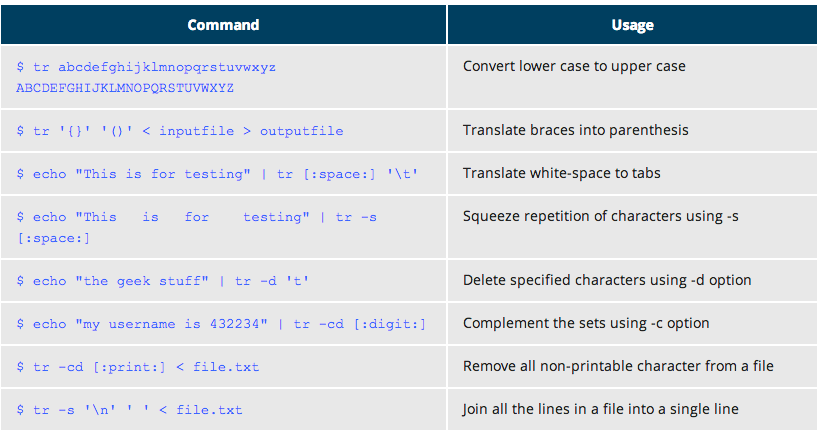 Command Usage
$ tr abcdefghijklmnopqrstuvwxyz Convert lower case to upper case
ABCDEFGHIJKLMNOPQRSTUVWXYZ
$ tr '{}' '()' < inputfile > outputfile Translate braces into parenthesis
$ echo "This is for testing" | tr [:space:] '\t' Translate white-space to tabs
$ echo "This   is   for    testing" | tr -s Squeeze repetition of characters using -s
[:space:]
$ echo "the geek stuff" | tr -d 't' Delete specified characters using -d option
$ echo "my username is 432234" | tr -cd [:digit:] Complement the sets using -c option
$ tr -cd [:print:] < file.txt Remove all non-printable character from a file
$ tr -s '\n' ' ' < file.txt Join all the lines in a file into a single line